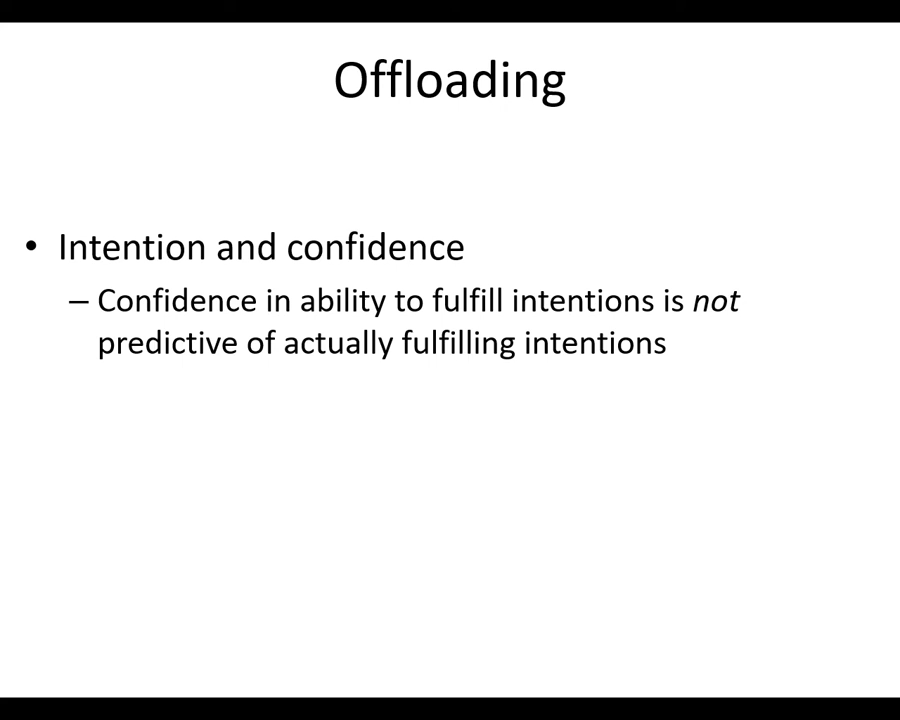 Offloading
• Intention and confidence
– Confidence in ability to fulfill intentions is not
predictive of actually fulfilling intentions